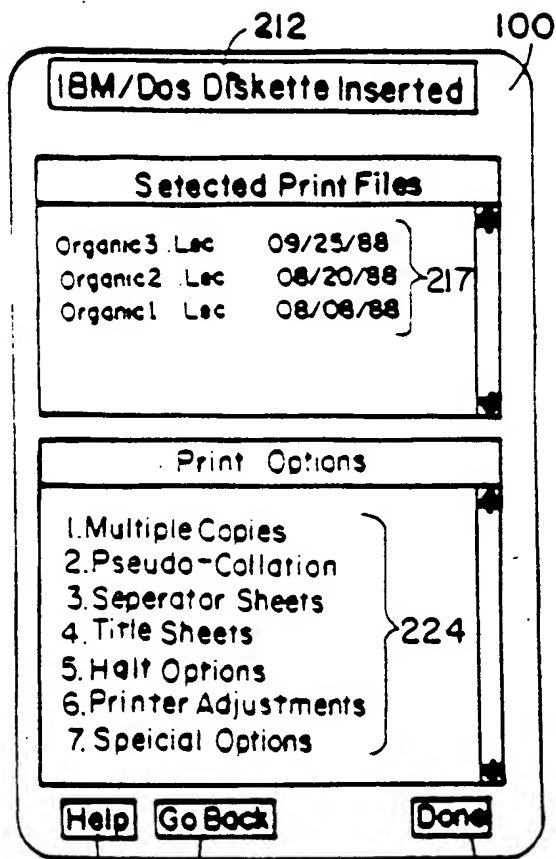 212 100
IBM/Dos Diskette Inserted
Selected Print Files
Organic3 .Lec 09/25/88
Organic2 .Lec 08/20/88
Organic1 Lec 08/08/88
217
Print Options
1. Multiple Copies
2. Pseudo-Collation
3. Seperator Sheets
4. Title Sheets
5. Halt Options
6. Printer Adjustments
7. Speicial Options
224
Help Go Back Done